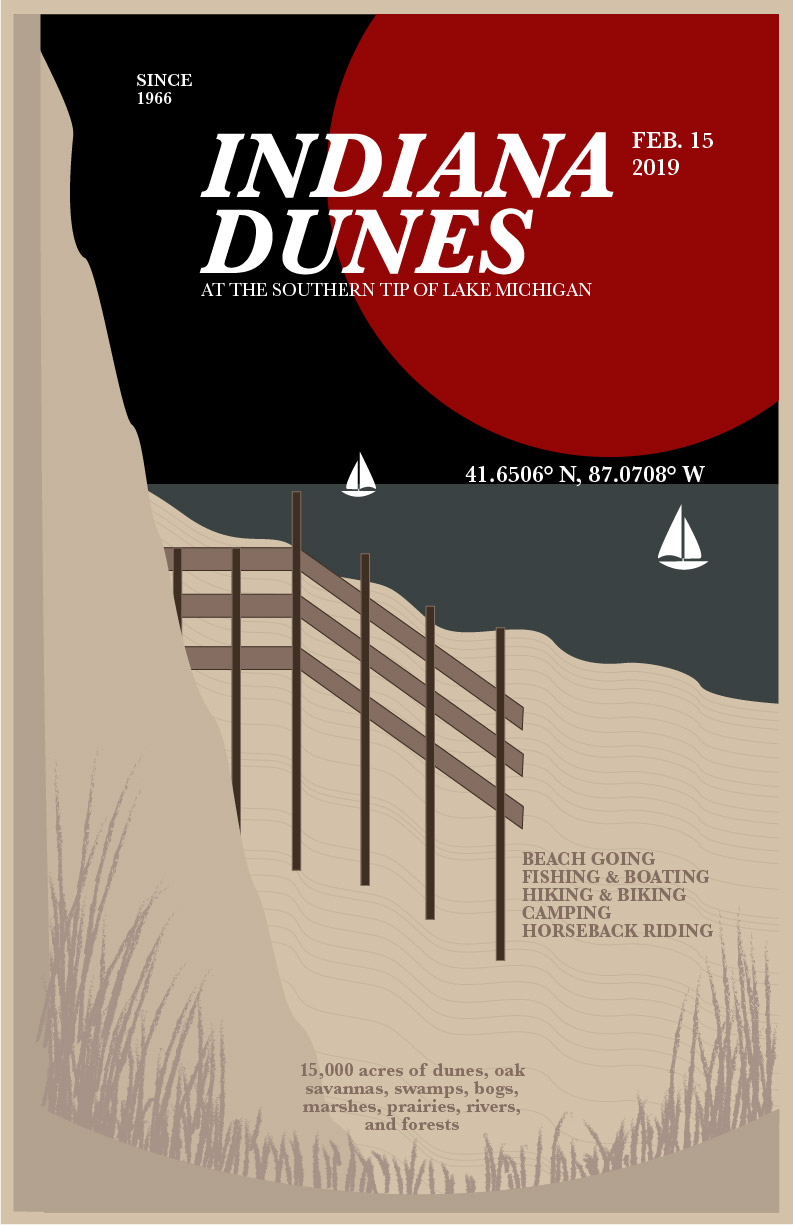 SINCE
1966
INDIANA
DUNES
FEB. 15
2019
AT THE SOUTHERN TIP OF LAKE MICHIGAN
41.6506° N, 87.0708° W
BEACH GOING
FISHING & BOATING
HIKING & BIKING
CAMPING
HORSEBACK RIDING
15,000 acres of dunes, oak
savannas, swamps, bogs,
marshes, prairies, rivers,
and forests